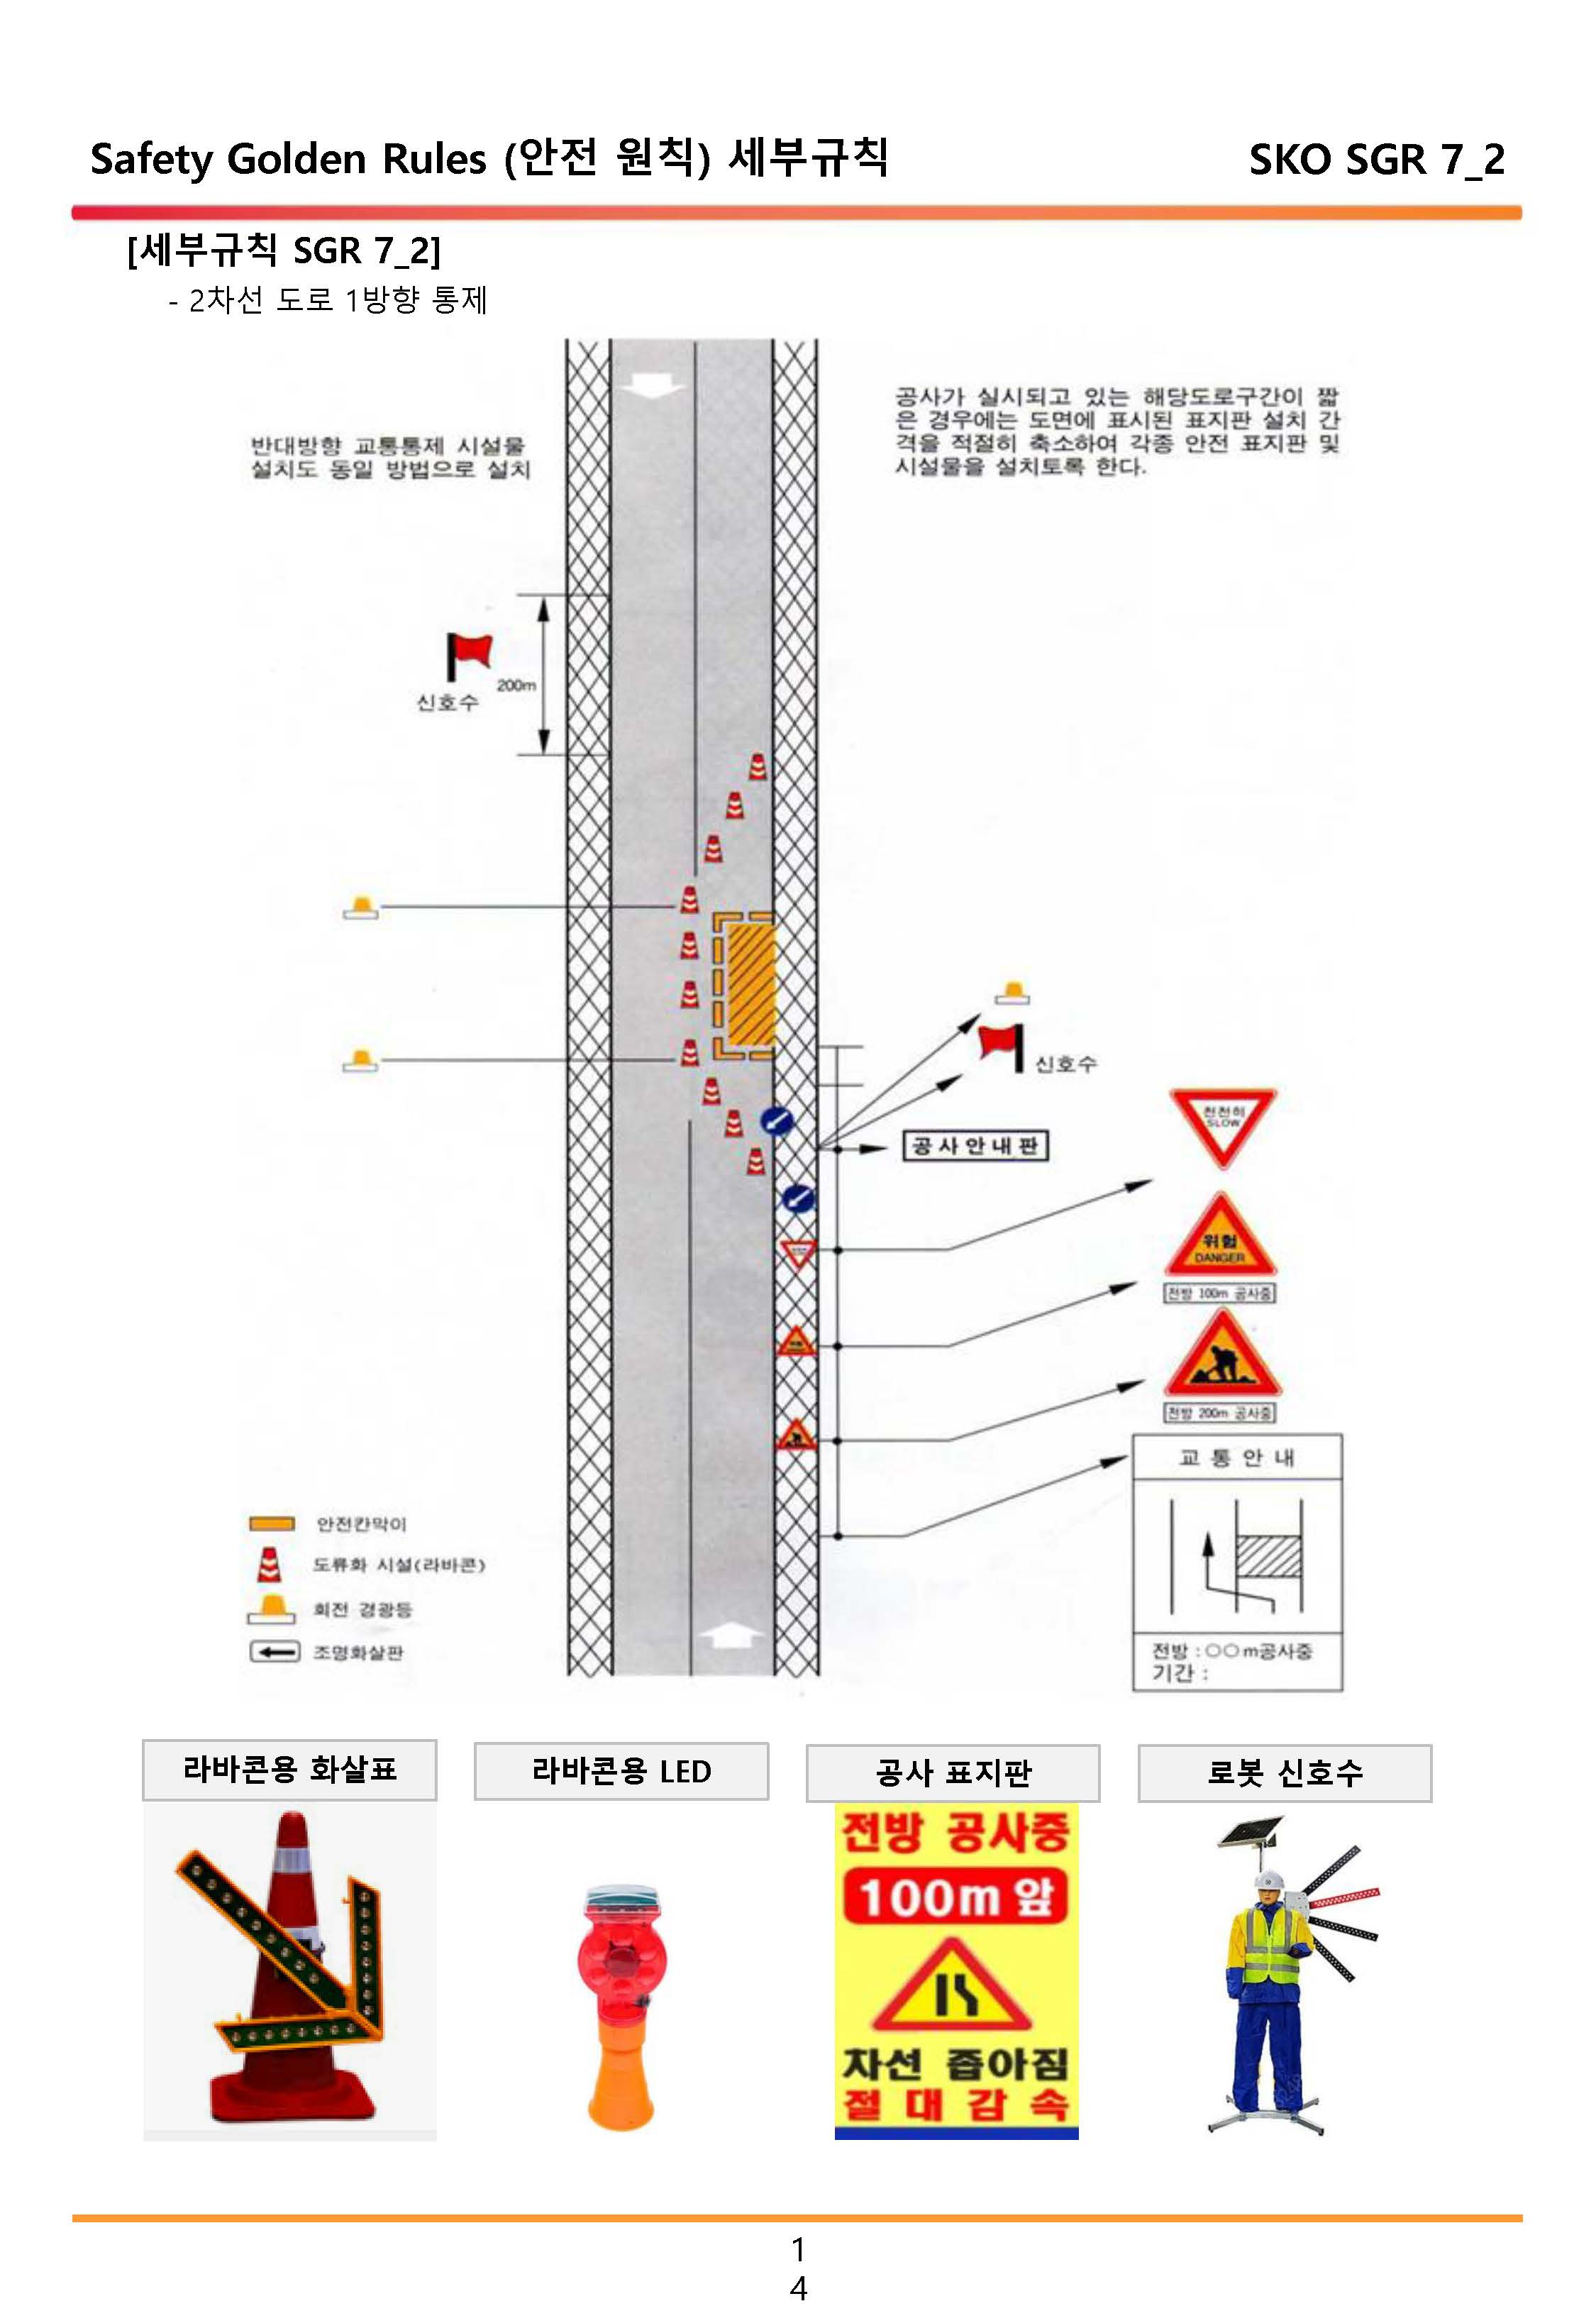 Safety Golden Rules (안전 원칙) 세부규칙
SKO SGR 7_2
[세부규칙 SGR 7_2]
- 2차선 도로 1방향 통제
반대방향 교통통제 시설물
설치도 동일 방법으로 설치
공사가 실시되고 있는 해당도로구간이 짧
은 경우에는 도면에 표시된 표지판 설치 간
격을 적절히 축소하여 각종 안전 표지판 및
시설물을 설치토록 한다.
신호수
200m
신호수
공사안내판
천천히
SLOW
위험
DANGER
전방 100m 공사중
전방 200m 공사중
교 통 안 내
전방 : ○○m공사중
기간 :
안전칸막이
도류화 시설(라바콘)
회전 경광등
조명화살판
라바콘용 화살표
라바콘용 LED
공사 표지판
로봇 신호수
전방 공사중
100m 앞
차선 좁아짐
절대감속
1
4